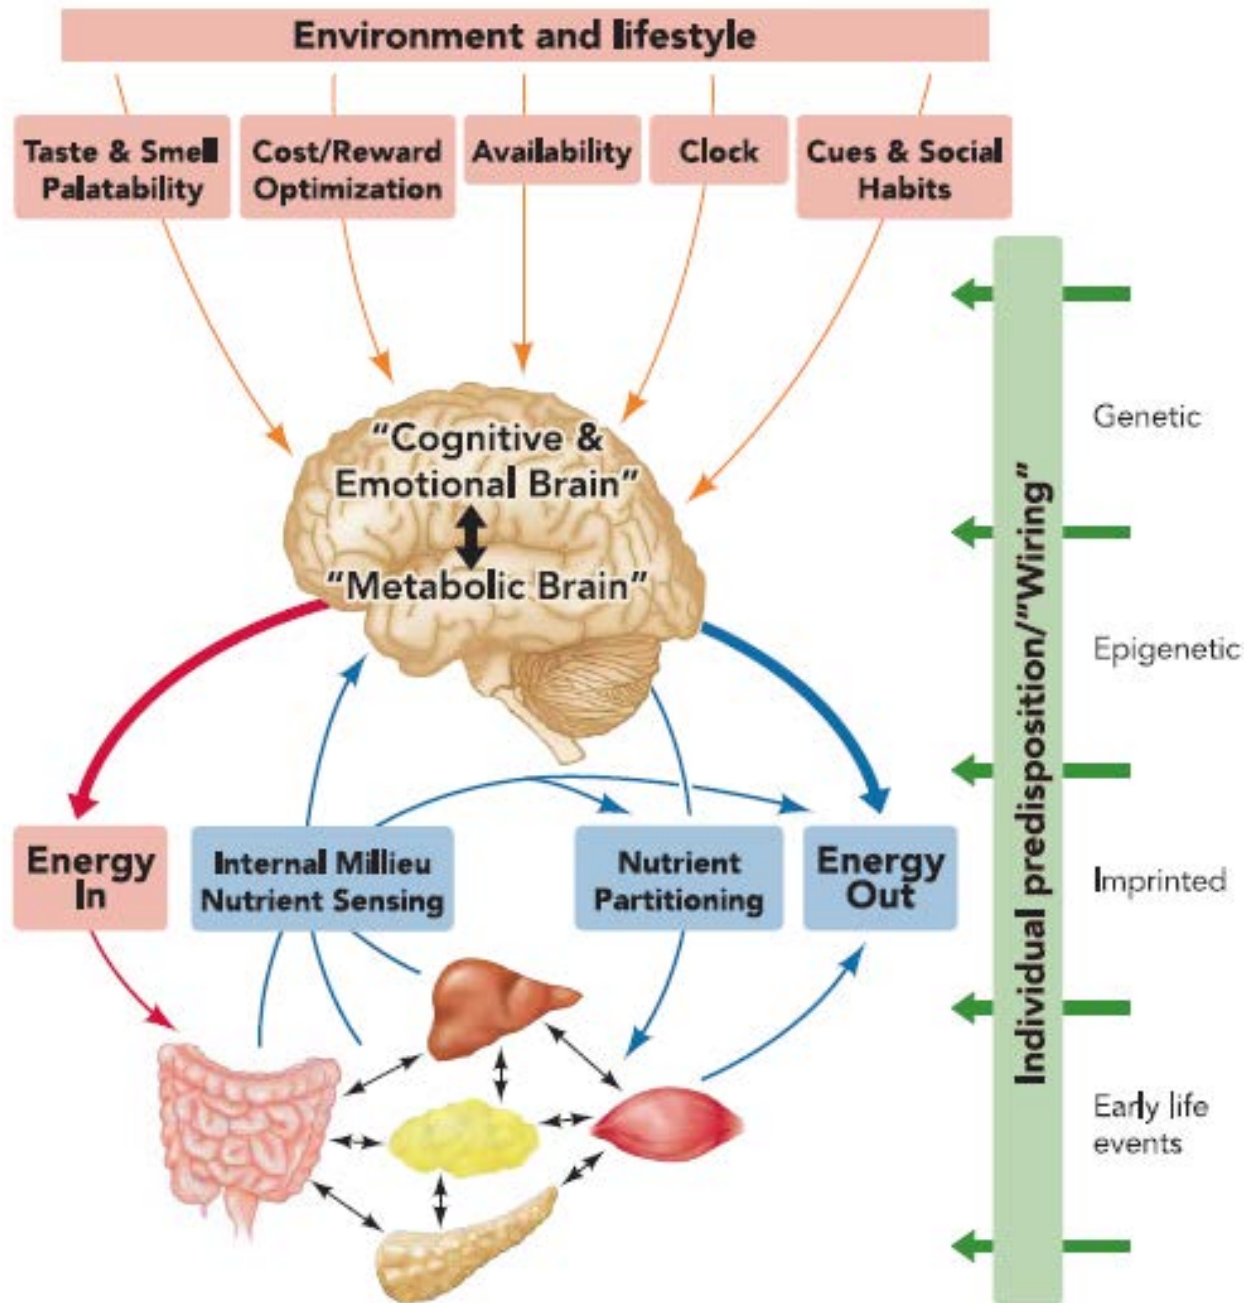 Environment and lifestyle
Taste & Smell
Palatability
Cost/Reward
Optimization
Availability
Clock
Cues & Social
Habits
"Cognitive &
Emotional Brain"
"Metabolic Brain"
Energy
In
Internal Millieu
Nutrient Sensing
Nutrient
Partitioning
Energy
Out
Individual predisposition/"Wiring"
Genetic
Epigenetic
Imprinted
Early life
events